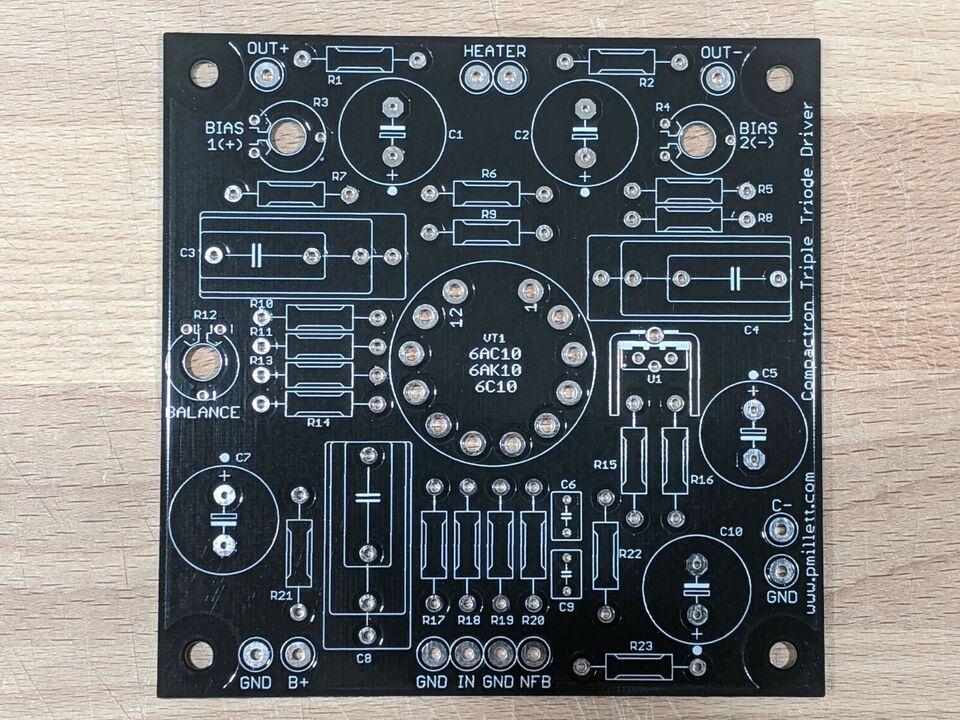 OUT+
HEATER
OUT-
R1
R2
R3
R4
BIAS
1(+)
C1
C2
BIAS
2(-)
+
+
R7
R6
R5
R9
R8
C3
C4
R10
R12
R11
R13
R14
BALANCE
12
1
VT1
6AC10
6AK10
6C10
U1
C5
+
C7
+
R15
R16
C6
C-
R21
R22
C10
C9
GND
R17
R18
R19
R20
+
C8
R23
GND
B+
GND
IN
GND
NFB
www.pmillett.com Compactron Triple Triode Driver